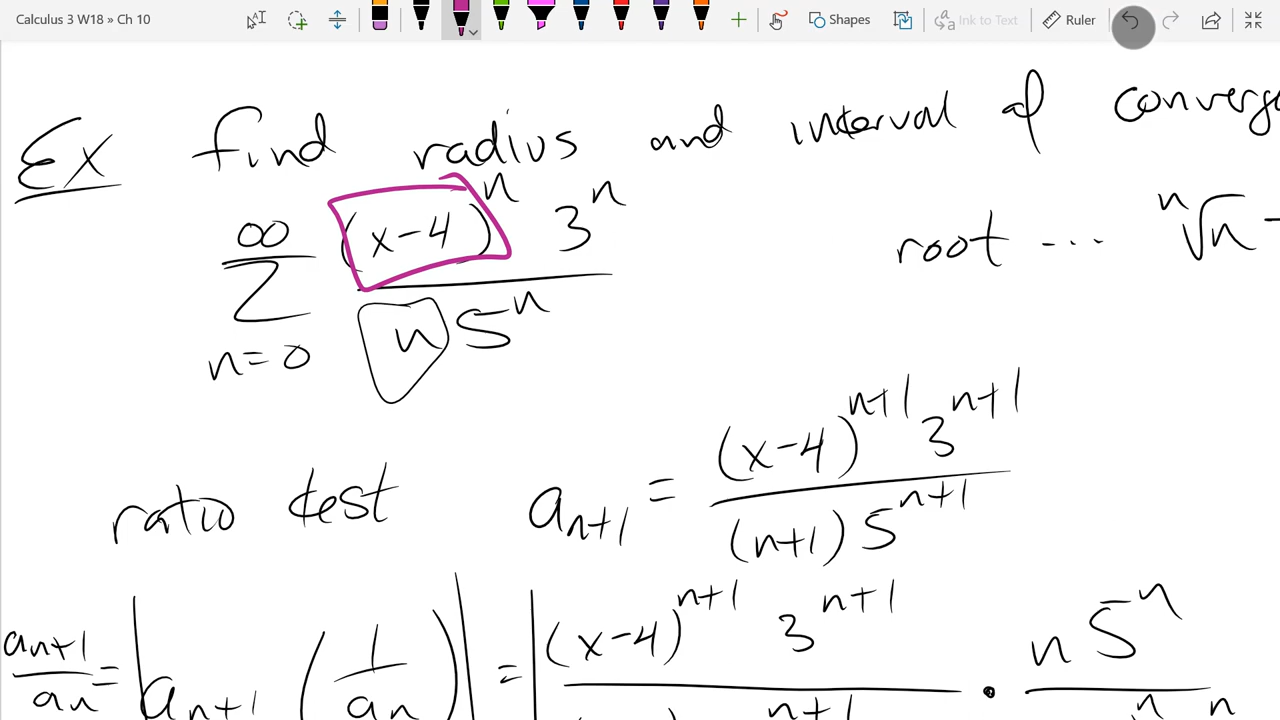 Calculus 3 W18 » Ch 10 Shapes Ink to Text Ruler
Ex find radius and interval of converge
∞ Σ n=0 (x-4)^n 3^n / n 5^n
root ... ^n√n
ratio test a_{n+1} = (x-4)^{n+1} 3^{n+1} / (n+1) 5^{n+1}
a_{n+1} / a_n = | a_{n+1} ( 1 / a_n ) | = | (x-4)^{n+1} 3^{n+1} / · n 5^n /